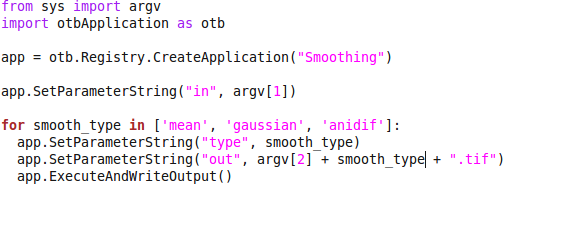 from sys import argv
import otbApplication as otb

app = otb.Registry.CreateApplication("Smoothing")

app.SetParameterString("in", argv[1])

for smooth_type in ['mean', 'gaussian', 'anidif']:
  app.SetParameterString("type", smooth_type)
  app.SetParameterString("out", argv[2] + smooth_type + ".tif")
  app.ExecuteAndWriteOutput()